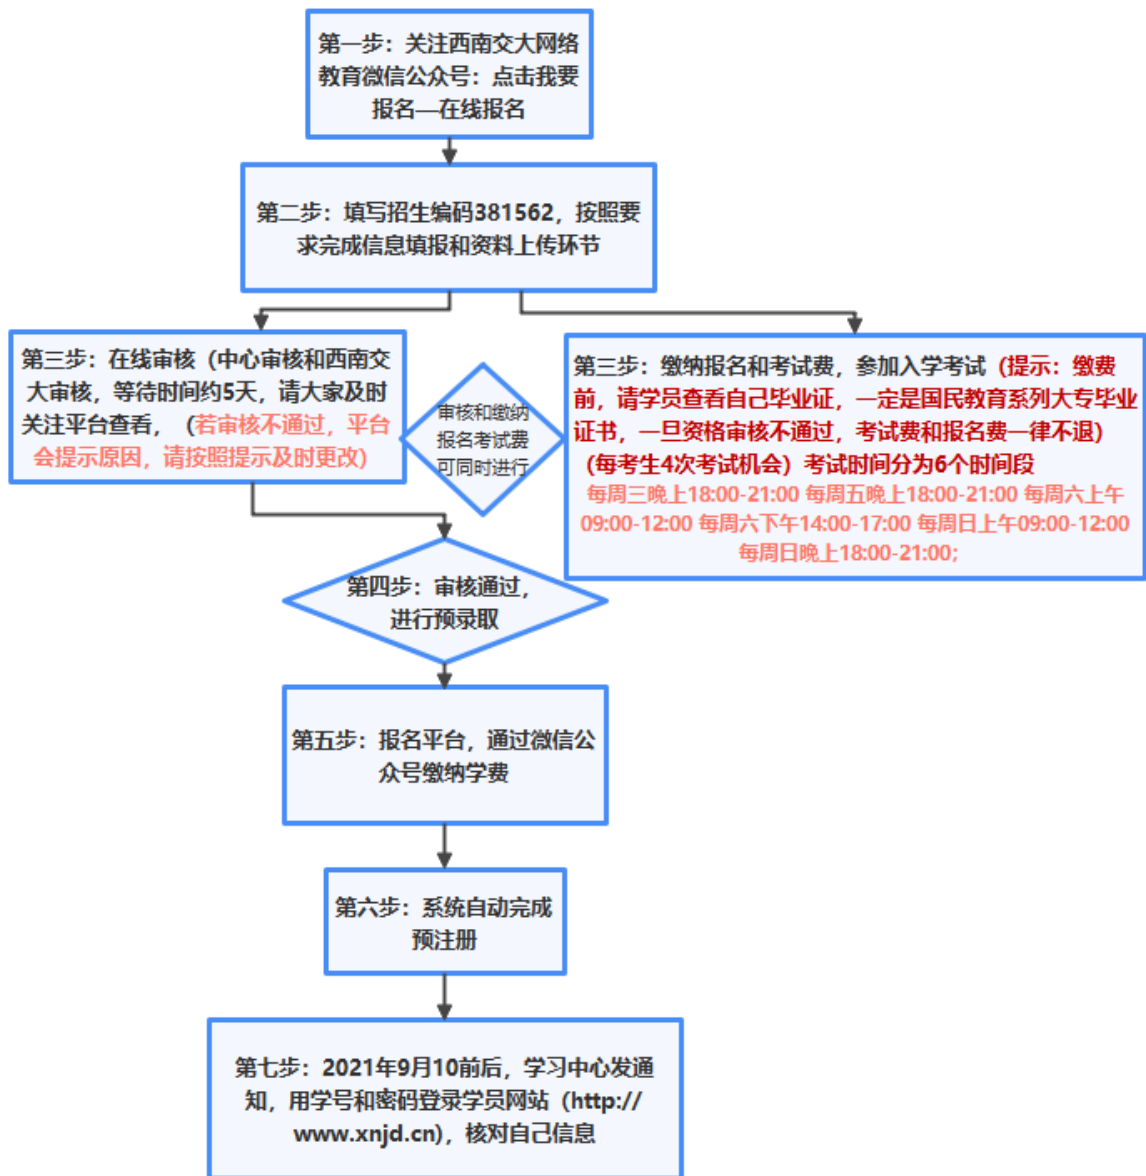 第一步：关注西南交大网络
教育微信公众号：点击我要
报名—在线报名
第二步：填写招生编码381562，按照要
求完成信息填报和资料上传环节
第三步：在线审核（中心审核和西南交
大审核，等待时间约5天，请大家及时
关注平台查看，（若审核不通过，平台
会提示原因，请按照提示及时更改）
审核和缴纳
报名考试费
可同时进行
第三步：缴纳报名和考试费，参加入学考试（提示：缴费
前，请学员查看自己毕业证，一定是国民教育系列大专毕业
证书，一旦资格审核不通过，考试费和报名费一律不退）
（每考生4次考试机会）考试时间分为6个时间段
每周三晚上18:00-21:00 每周五晚上18:00-21:00 每周六上午
09:00-12:00 每周六下午14:00-17:00 每周日上午09:00-12:00
每周日晚上18:00-21:00;
第四步：审核通过，
进行预录取
第五步：报名平台，通过微信公
众号缴纳学费
第六步：系统自动完成
预注册
第七步：2021年9月10前后，学习中心发通
知，用学号和密码登录学员网站（http://
www.xnjd.cn)，核对自己信息